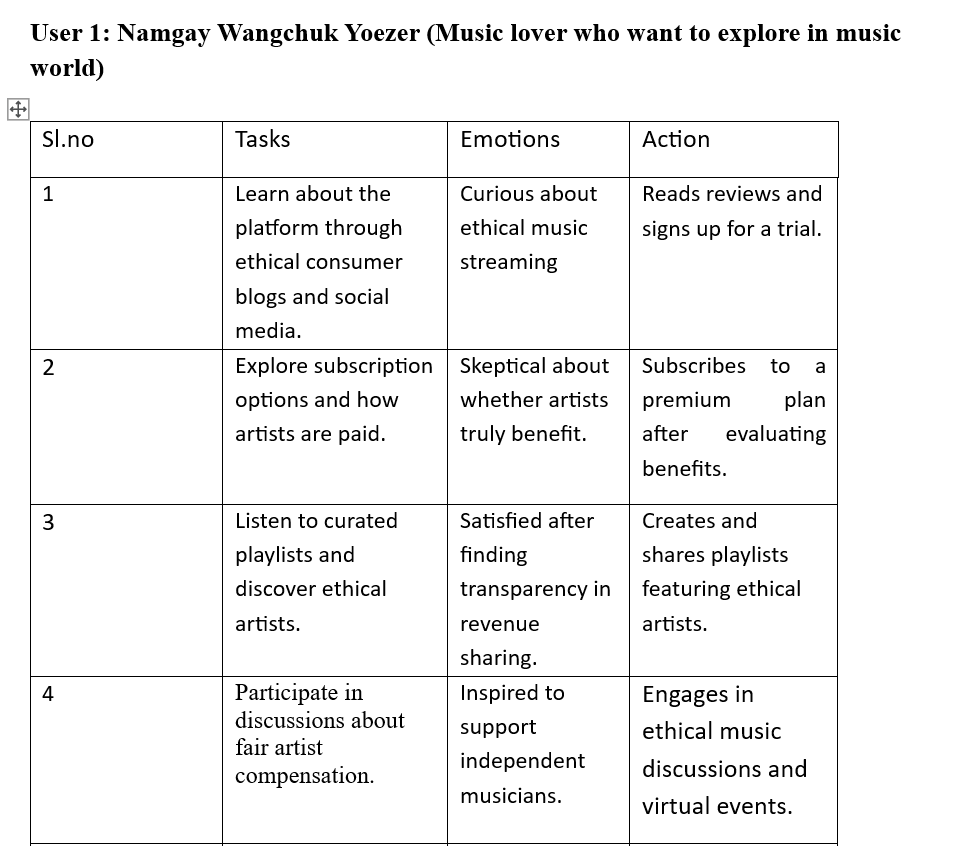 User 1: Namgay Wangchuk Yoezer (Music lover who want to explore in music
world)
Sl.no
Tasks
Emotions
Action
1
Learn about the
platform through
ethical consumer
blogs and social
media.
Curious about
ethical music
streaming
Reads reviews and
signs up for a trial.
2
Explore subscription
options and how
artists are paid.
Skeptical about
whether artists
truly benefit.
Subscribes to a
premium plan
after evaluating
benefits.
3
Listen to curated
playlists and
discover ethical
artists.
Satisfied after
finding
transparency in
revenue
sharing.
Creates and
shares playlists
featuring ethical
artists.
4
Participate in
discussions about
fair artist
compensation.
Inspired to
support
independent
musicians.
Engages in
ethical music
discussions and
virtual events.